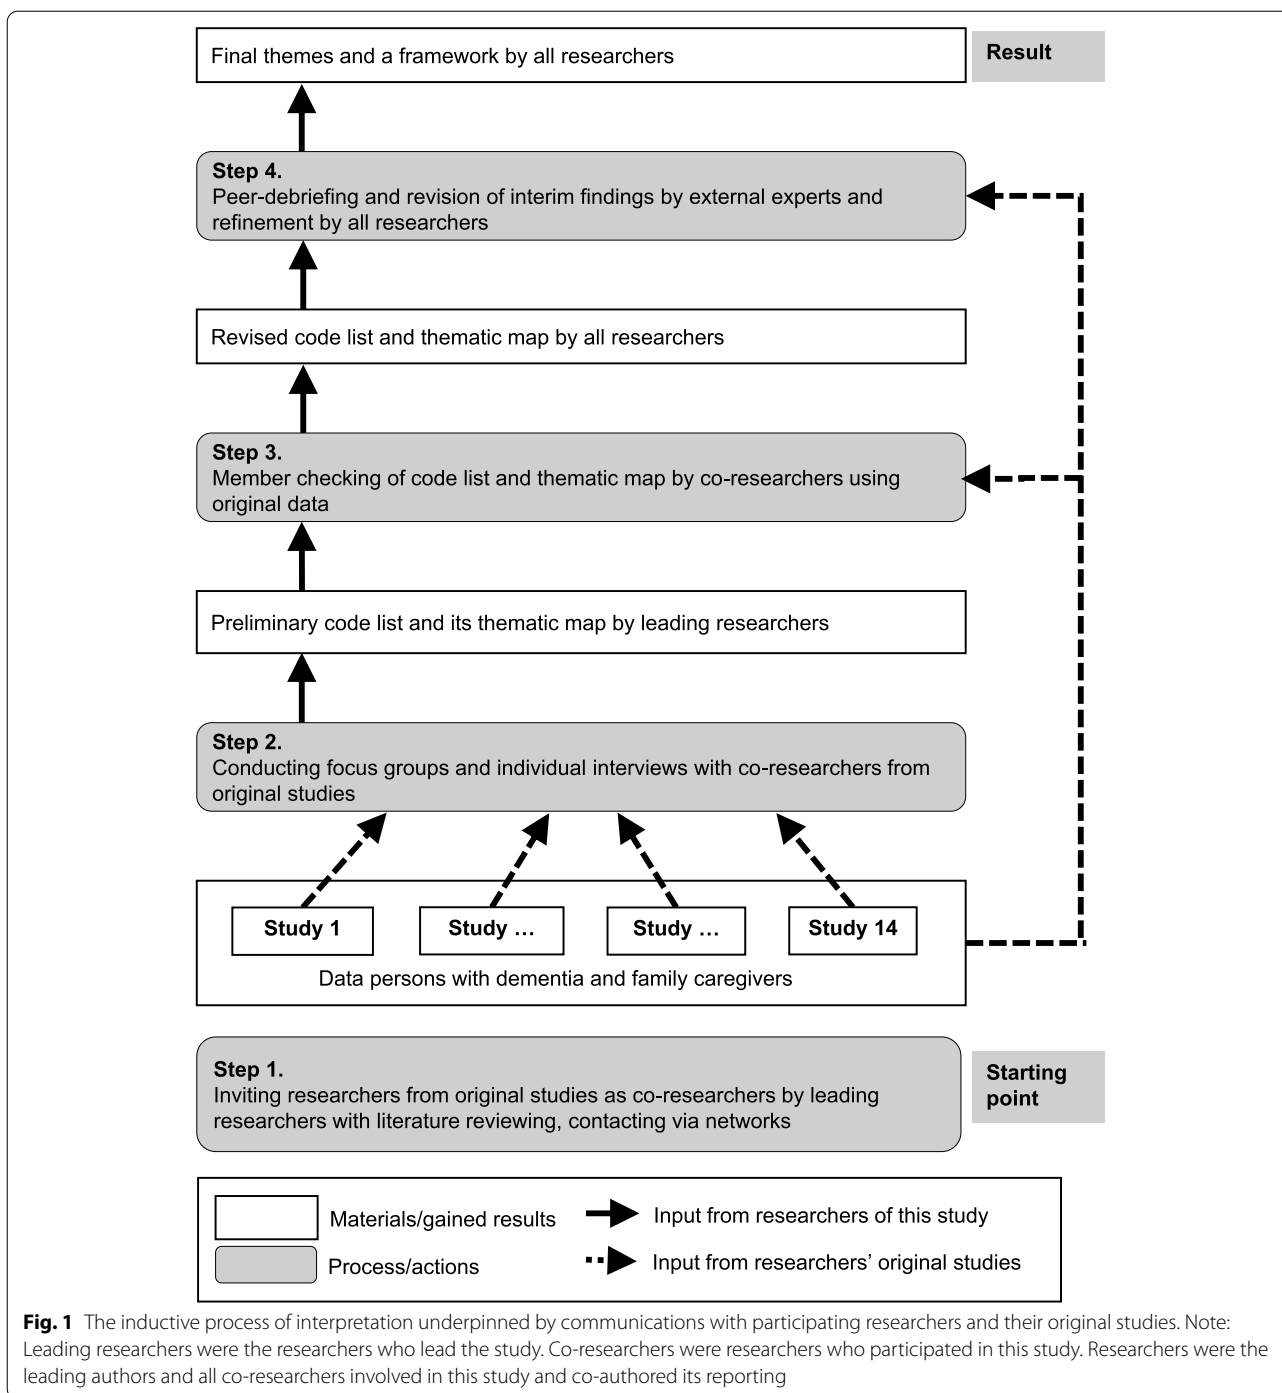 Final themes and a framework by all researchers
Result
Step 4.
Peer-debriefing and revision of interim findings by external experts and
refinement by all researchers
Revised code list and thematic map by all researchers
Step 3.
Member checking of code list and thematic map by co-researchers using
original data
Preliminary code list and its thematic map by leading researchers
Step 2.
Conducting focus groups and individual interviews with co-researchers from
original studies
Study 1
Study …
Study …
Study 14
Data persons with dementia and family caregivers
Step 1.
Inviting researchers from original studies as co-researchers by leading
researchers with literature reviewing, contacting via networks
Starting
point
Materials/gained results
Input from researchers of this study
Process/actions
Input from researchers' original studies
Fig. 1 The inductive process of interpretation underpinned by communications with participating researchers and their original studies. Note:
Leading researchers were the researchers who lead the study. Co-researchers were researchers who participated in this study. Researchers were the
leading authors and all co-researchers involved in this study and co-authored its reporting